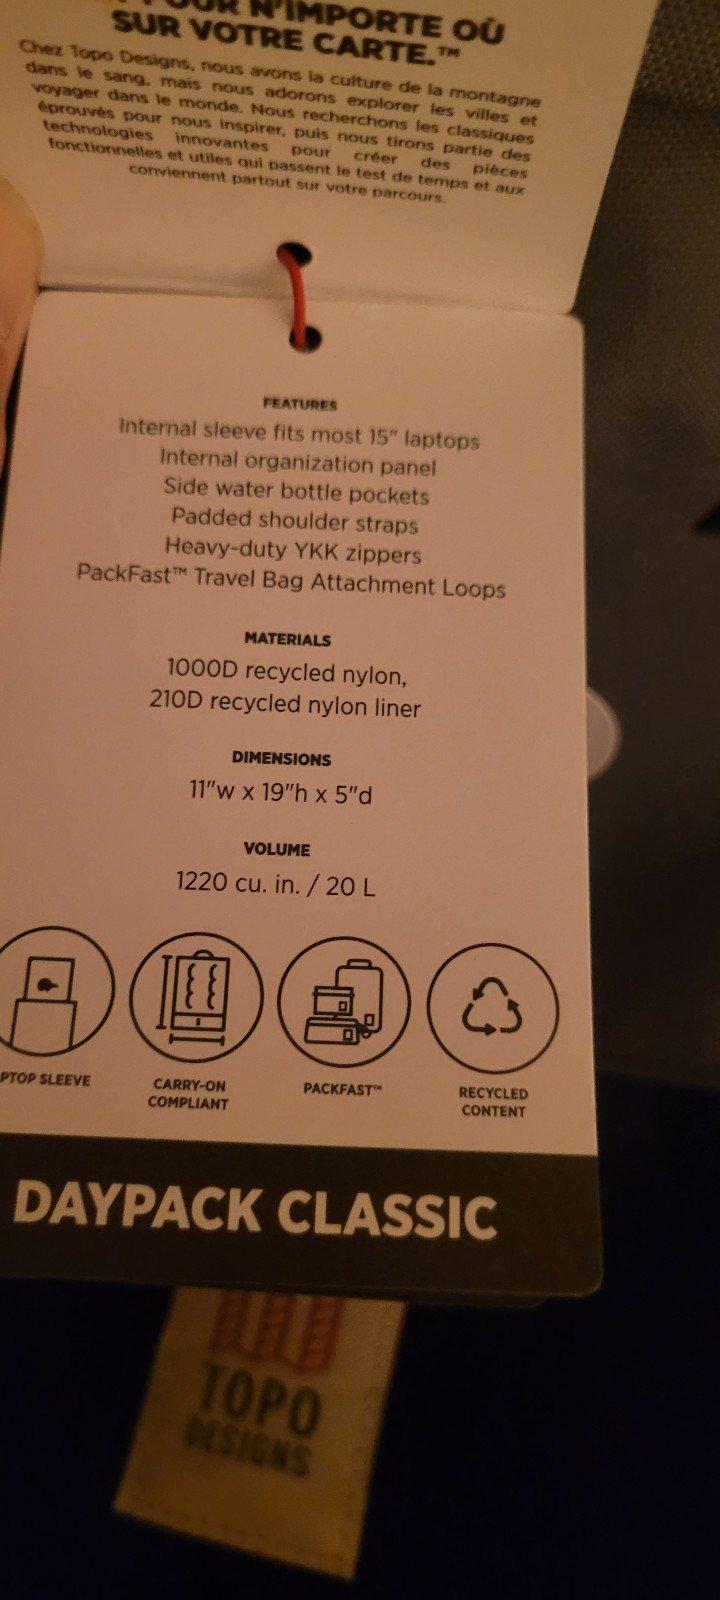 POUR N'IMPORTE OÙ
SUR VOTRE CARTE.™
Chez Topo Designs, nous avons la culture de la montagne
dans le sang, mais nous adorons explorer les villes et
voyager dans le monde. Nous recherchons les classiques
éprouvés pour nous inspirer, puis nous tirons partie des
technologies innovantes pour créer des pièces
fonctionnelles et utiles qui passent le test de temps et aux
conviennent partout sur votre parcours.
FEATURES
Internal sleeve fits most 15" laptops
Internal organization panel
Side water bottle pockets
Padded shoulder straps
Heavy-duty YKK zippers
PackFast™ Travel Bag Attachment Loops
MATERIALS
1000D recycled nylon,
210D recycled nylon liner
DIMENSIONS
11"w x 19"h x 5"d
VOLUME
1220 cu. in. / 20 L
PTOP SLEEVE
CARRY-ON
COMPLIANT
PACKFAST™
RECYCLED
CONTENT
DAYPACK CLASSIC
TOPO
DESIGNS